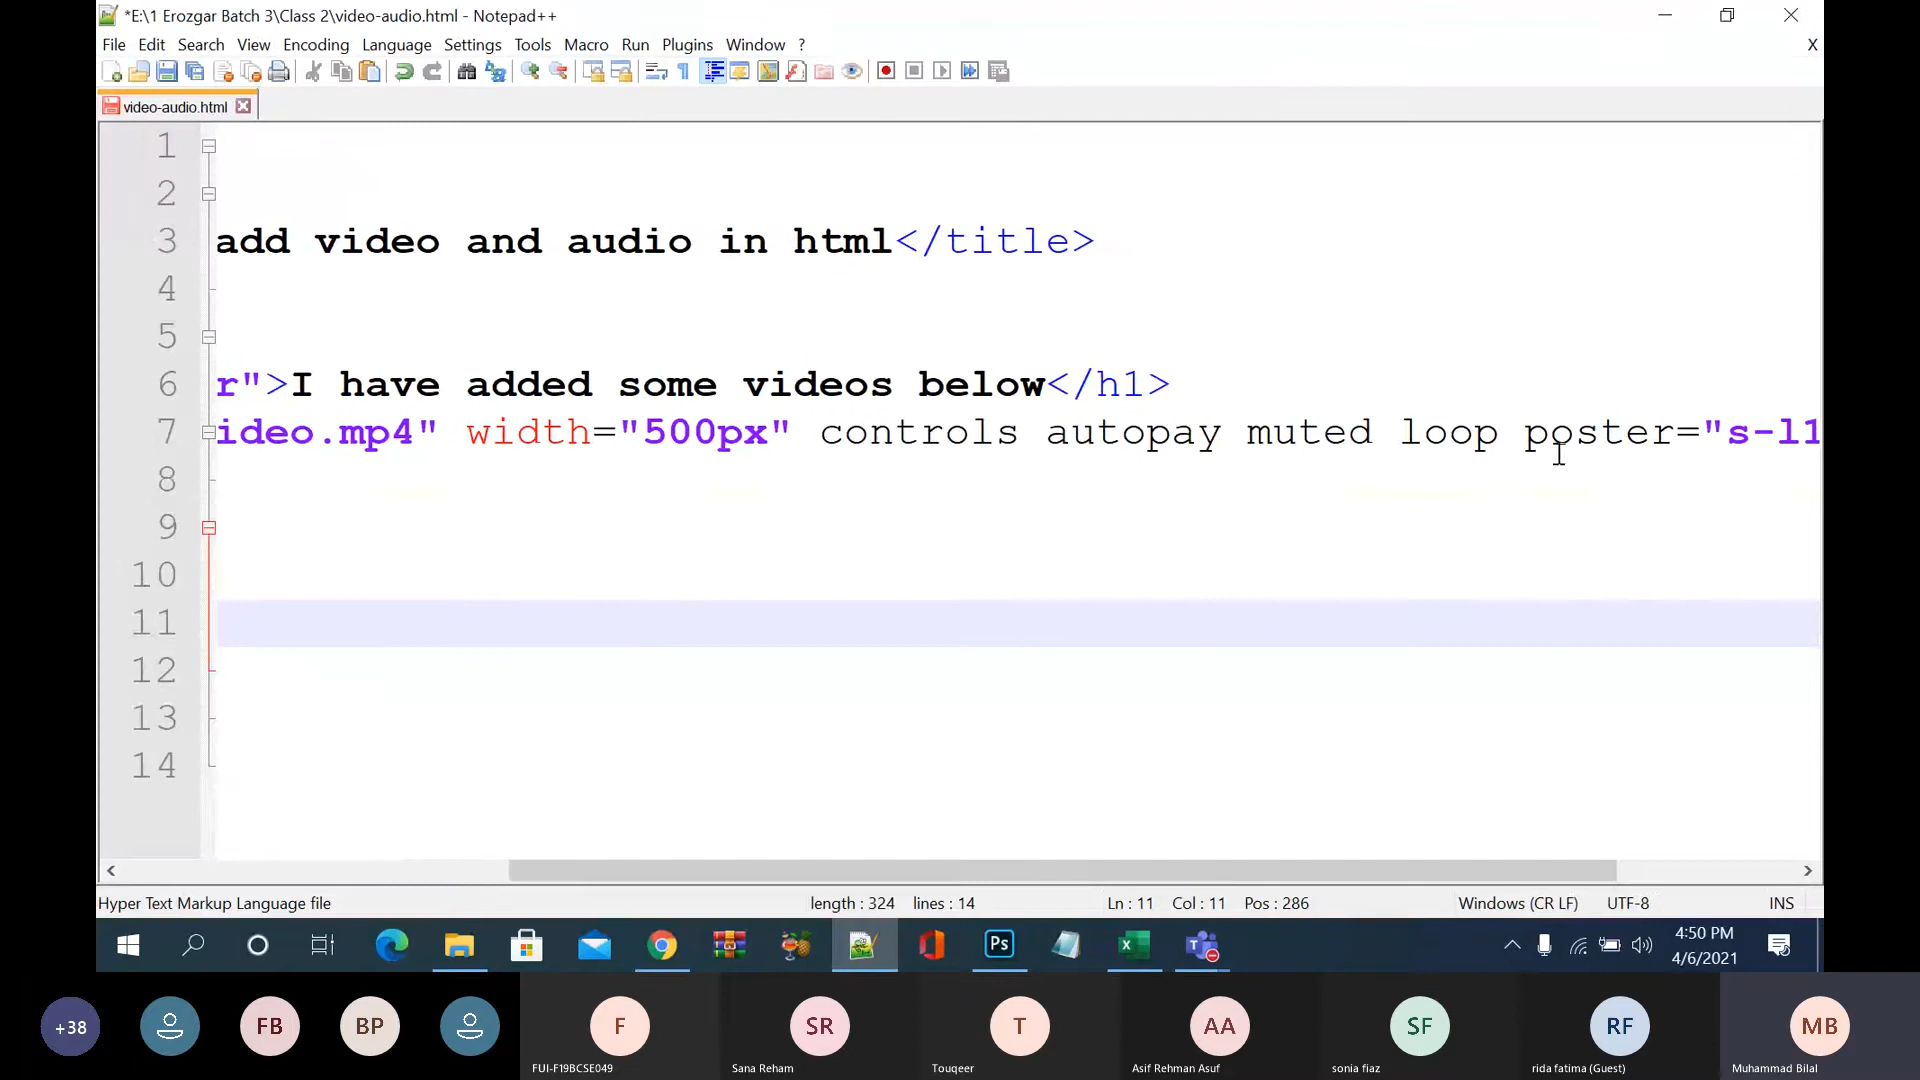 *E:\1 Erozgar Batch 3\Class 2\video-audio.html - Notepad++
File Edit Search View Encoding Language Settings Tools Macro Run Plugins Window ? X
video-audio.html
1
2
3 add video and audio in html</title>
4
5
6 r">I have added some videos below</h1>
7 ideo.mp4" width="500px" controls autopay muted loop poster="s-l1
8
9
10
11
12
13
14
Hyper Text Markup Language file length : 324 lines : 14 Ln : 11 Col : 11 Pos : 286 Windows (CR LF) UTF-8 INS
Ps
4:50 PM
4/6/2021
+38 FB BP F SR T AA SF RF MB
FUI-F19BCSE049 Sana Reham Touqeer Asif Rehman Asuf sonia fiaz rida fatima (Guest) Muhammad Bilal